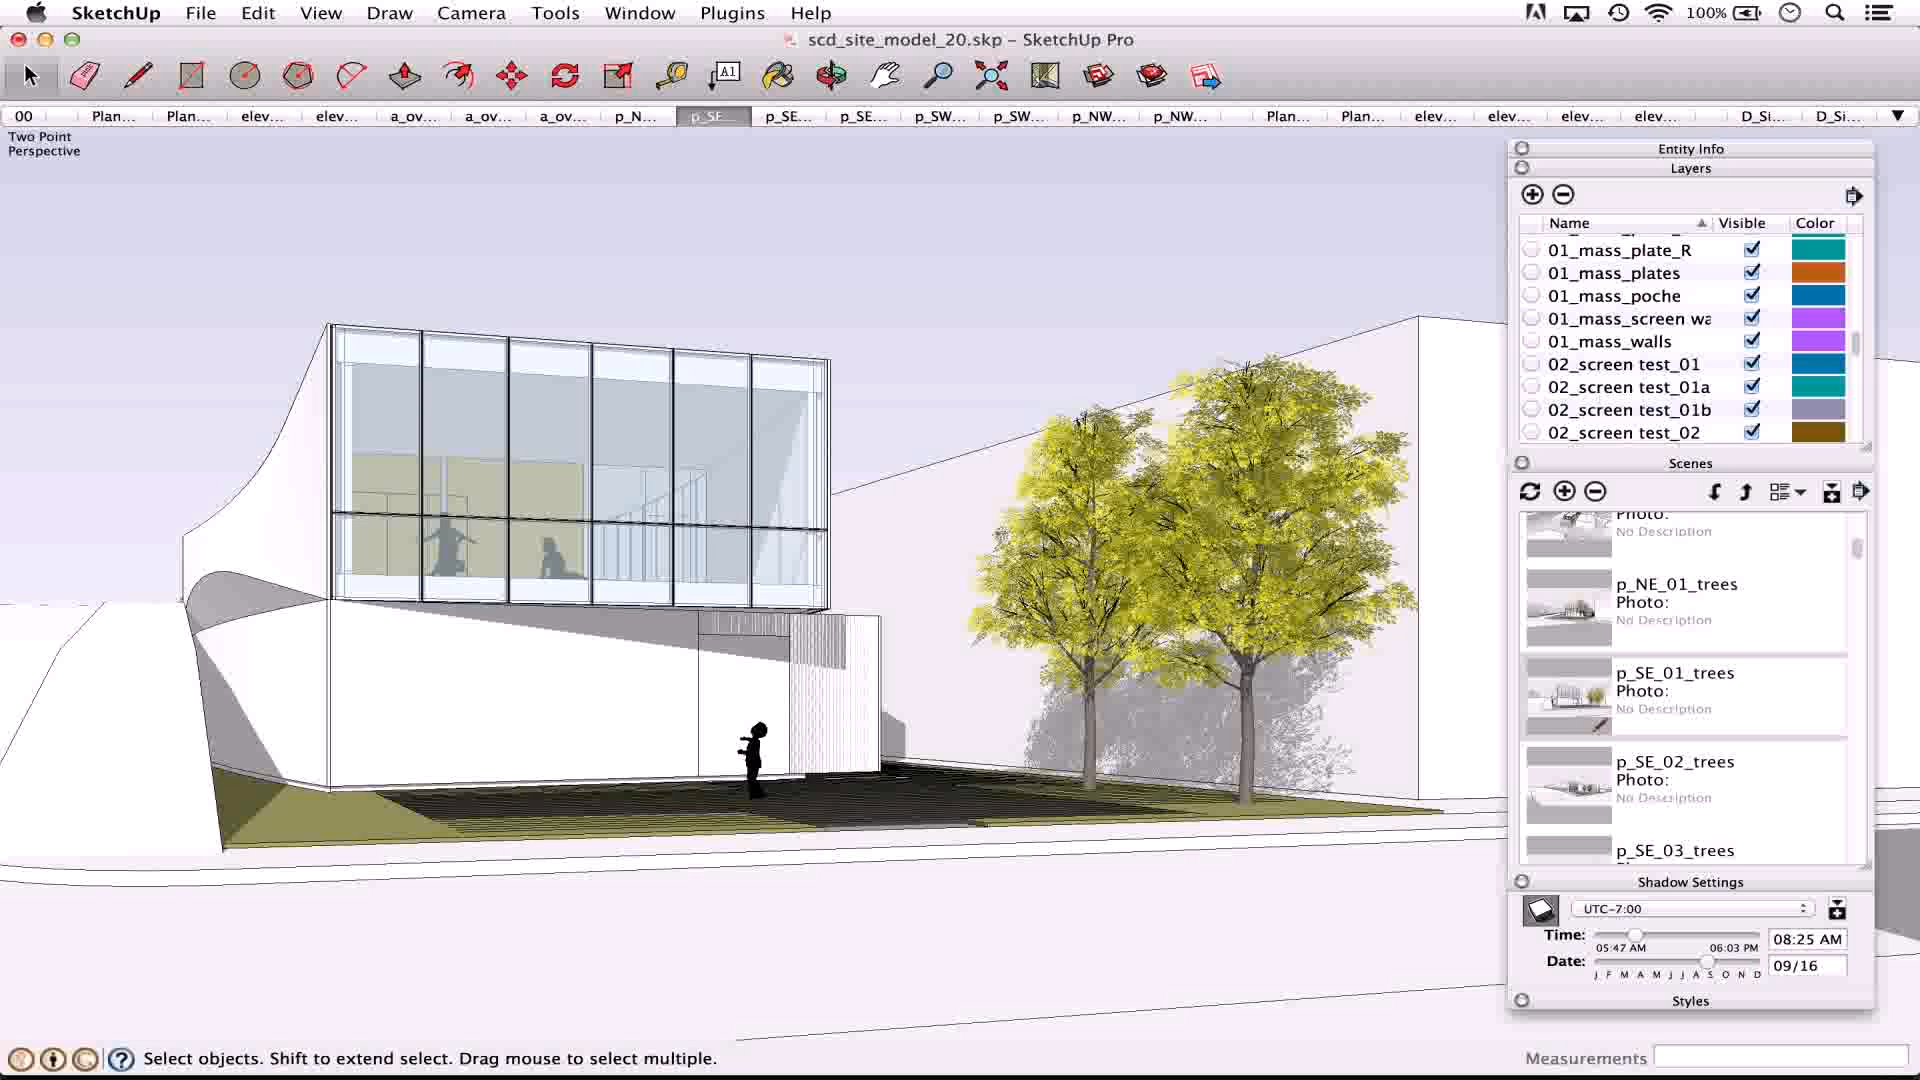 SketchUp File Edit View Draw Camera Tools Window Plugins Help 100%
scd_site_model_20.skp – SketchUp Pro
A1
00 Plan... Plan... elev... elev... a_ov... a_ov... a_ov... p_N... p_SE... p_SE... p_SE... p_SW... p_SW... p_NW... p_NW... Plan... Plan... elev... elev... elev... elev... D_Si... D_Si...
Two Point
Perspective
Entity Info
Layers
Name Visible Color
01_mass_plate_R
01_mass_plates
01_mass_poche
01_mass_screen wa
01_mass_walls
02_screen test_01
02_screen test_01a
02_screen test_01b
02_screen test_02
Scenes
Photo:
No Description
p_NE_01_trees
Photo:
No Description
p_SE_01_trees
Photo:
No Description
p_SE_02_trees
Photo:
No Description
p_SE_03_trees
Shadow Settings
UTC-7:00
Time: 05:47 AM 06:03 PM 08:25 AM
Date: J F M A M J J A S O N D 09/16
Styles
Select objects. Shift to extend select. Drag mouse to select multiple.
Measurements